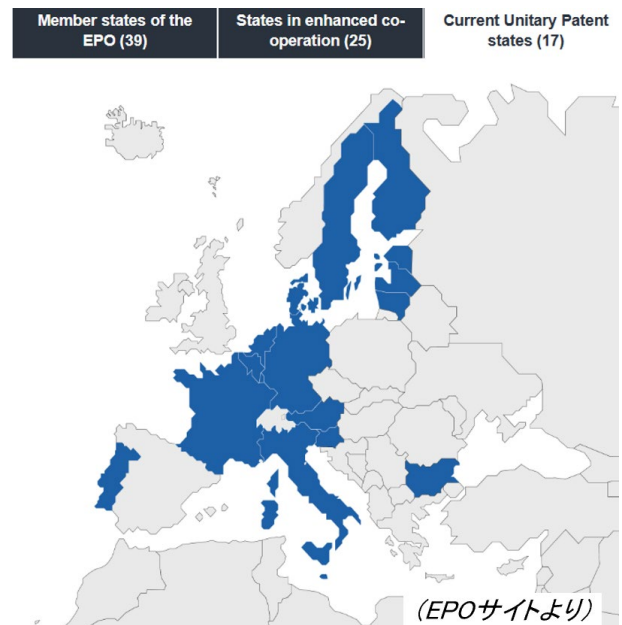 Member states of the
EPO (39)
States in enhanced co-
operation (25)
Current Unitary Patent
states (17)
(EPOサイトより)